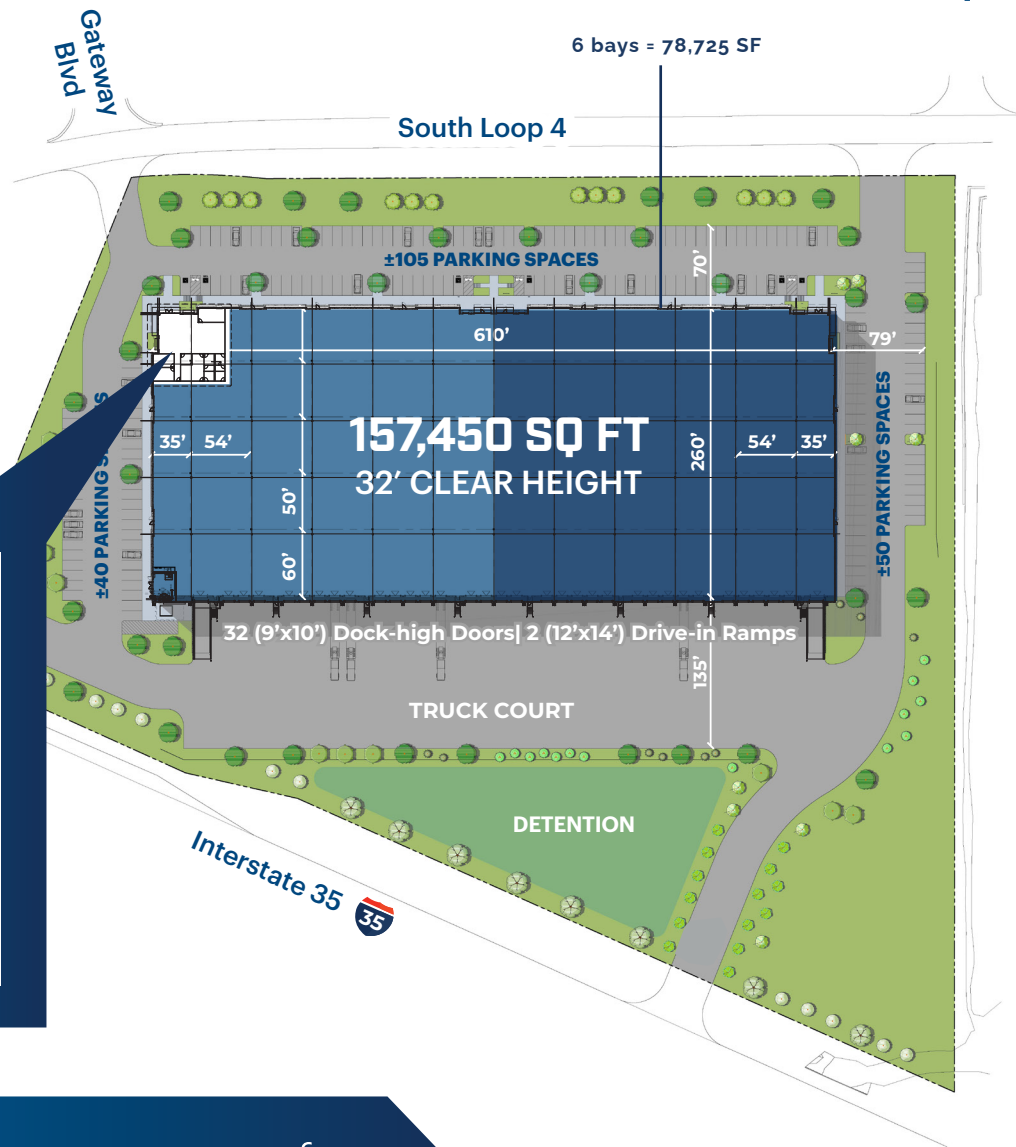 Gateway
Blvd
6 bays = 78,725 SF
South Loop 4
±105 PARKING SPACES
70’
610’
79’
157,450 SQ FT
32′ CLEAR HEIGHT
35’
54’
260’
54’
35’
50’
60’
±40 PARKING
±50 PARKING SPACES
32 (9’x10’) Dock-high Doors| 2 (12’x14’) Drive-in Ramps
135’
TRUCK COURT
DETENTION
Interstate 35
35